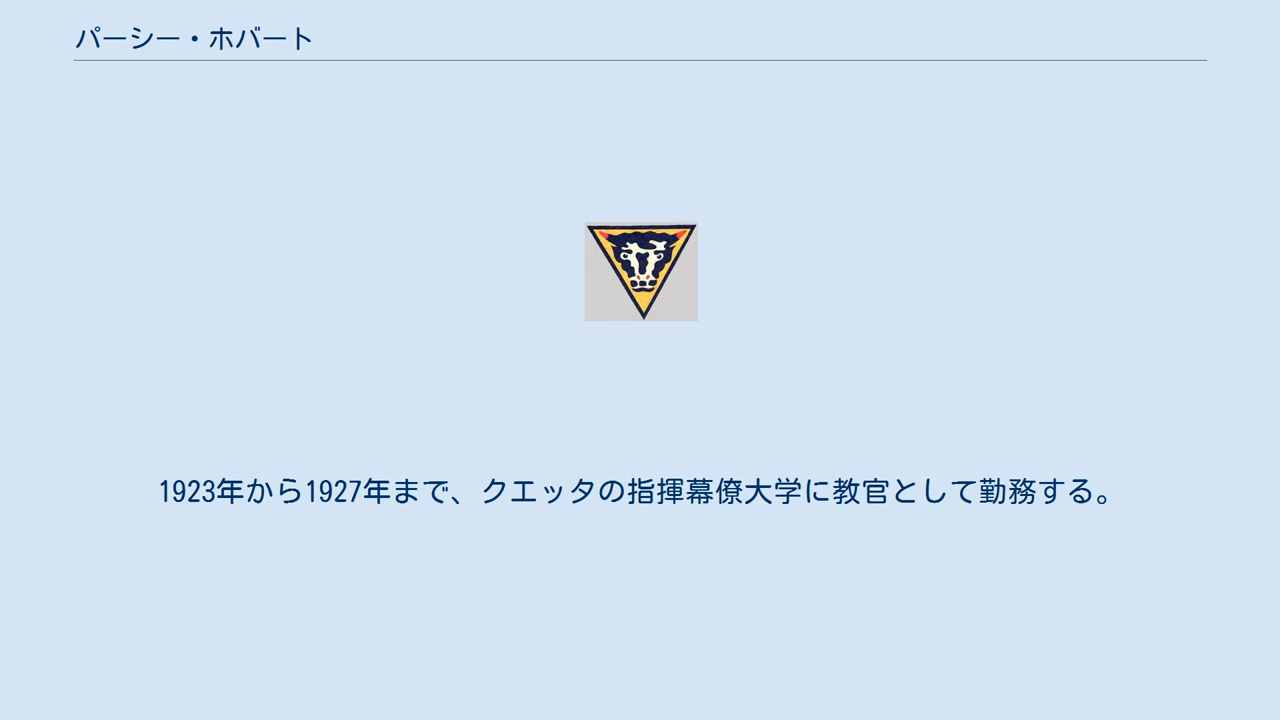 パーシー・ホバート
1923年から1927年まで、クエッタの指揮幕僚大学に教官として勤務する。